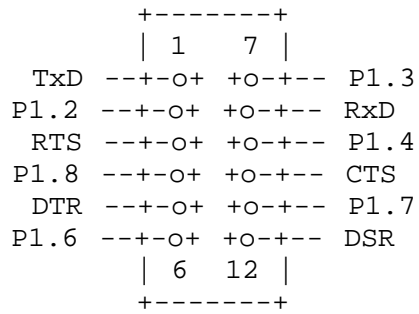 +-------+
| 1 7 |
TxD --+-o+ +o-+-- P1.3
P1.2 --+-o+ +o-+-- RxD
RTS --+-o+ +o-+-- P1.4
P1.8 --+-o+ +o-+-- CTS
DTR --+-o+ +o-+-- P1.7
P1.6 --+-o+ +o-+-- DSR
| 6 12 |
+-------+